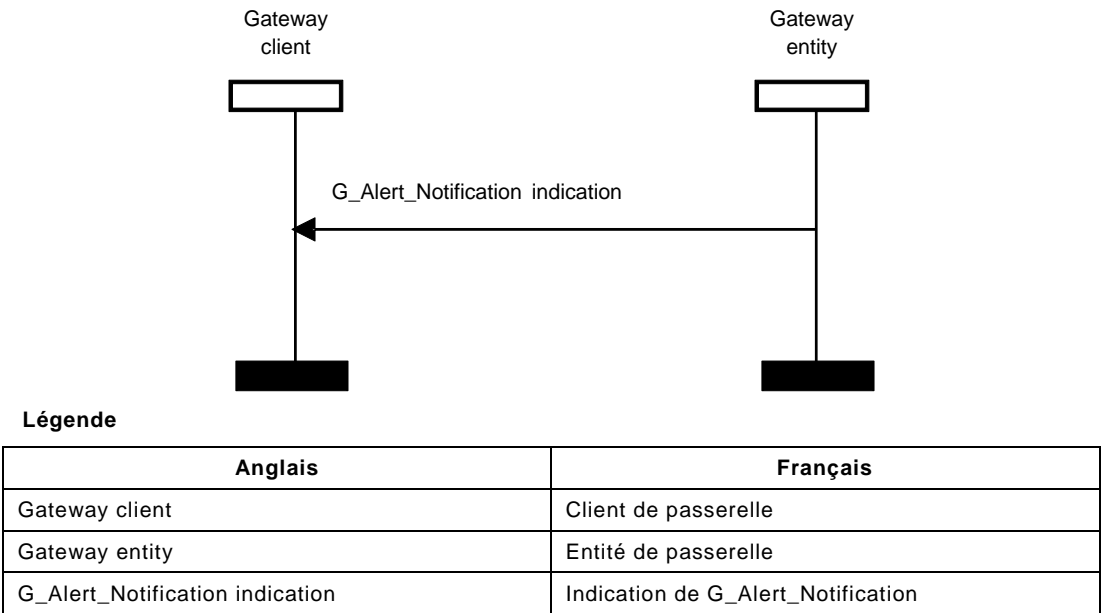 Gateway
client
Gateway
entity
G_Alert_Notification indication
Légende
Anglais Français
Gateway client Client de passerelle
Gateway entity Entité de passerelle
G_Alert_Notification indication Indication de G_Alert_Notification